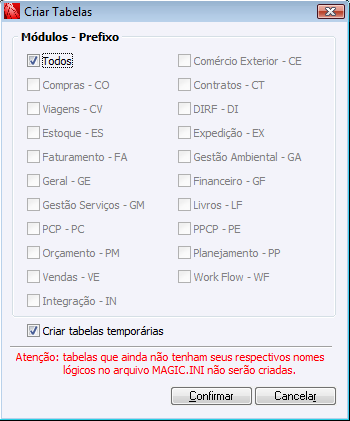 Criar Tabelas
Módulos - Prefixo
Todos
Comércio Exterior - CE
Compras - CO
Contratos - CT
Viagens - CV
DIRF - DI
Estoque - ES
Expedição - EX
Faturamento - FA
Gestão Ambiental - GA
Geral - GE
Financeiro - GF
Gestão Serviços - GM
Livros - LF
PCP - PC
PPCP - PE
Orçamento - PM
Planejamento - PP
Vendas - VE
Work Flow - WF
Integração - IN
Criar tabelas temporárias
Atenção: tabelas que ainda não tenham seus respectivos nomes
lógicos no arquivo MAGIC.INI não serão criadas.
Confirmar
Cancelar